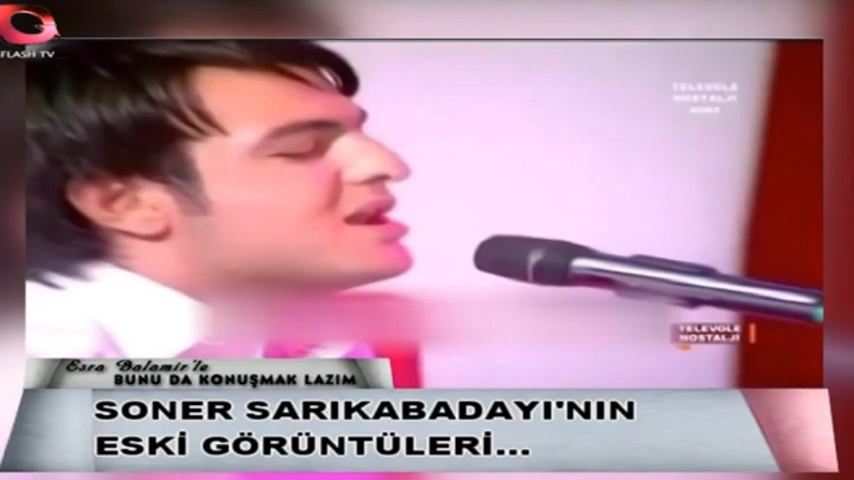 FLASH TV
TELEVOLE
NOSTALJİ
TELEVOLE
NOSTALJİ
Esra Balamir'le
BUNU DA KONUŞMAK LAZIM
SONER SARIKABADAYI'NIN
ESKİ GÖRÜNTÜLERİ...